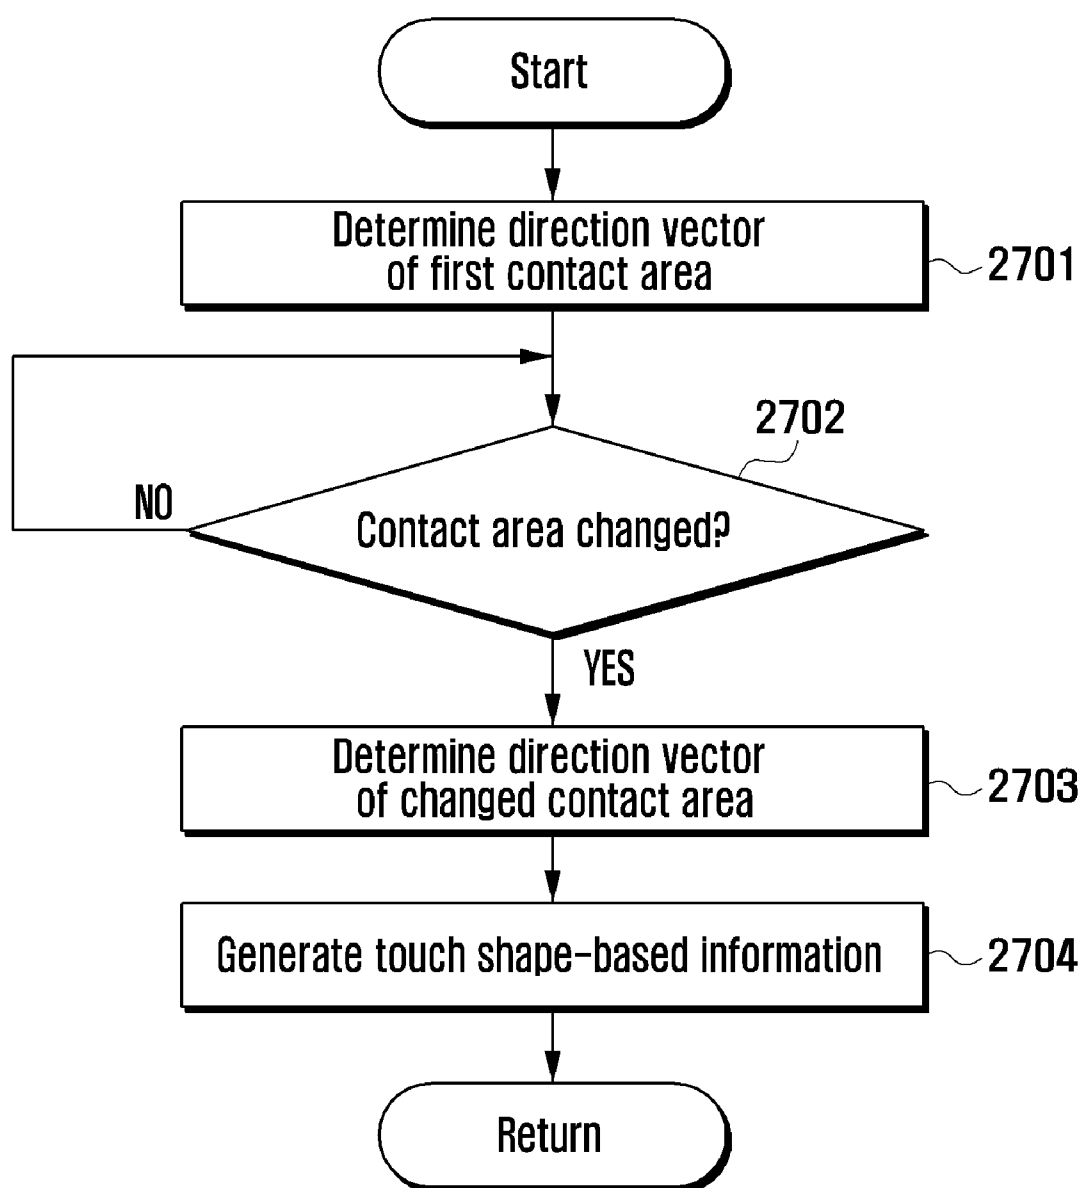 Start
Determine direction vector
of first contact area
2701
2702
NO
Contact area changed?
YES
Determine direction vector
of changed contact area
2703
Generate touch shape-based information
2704
Return